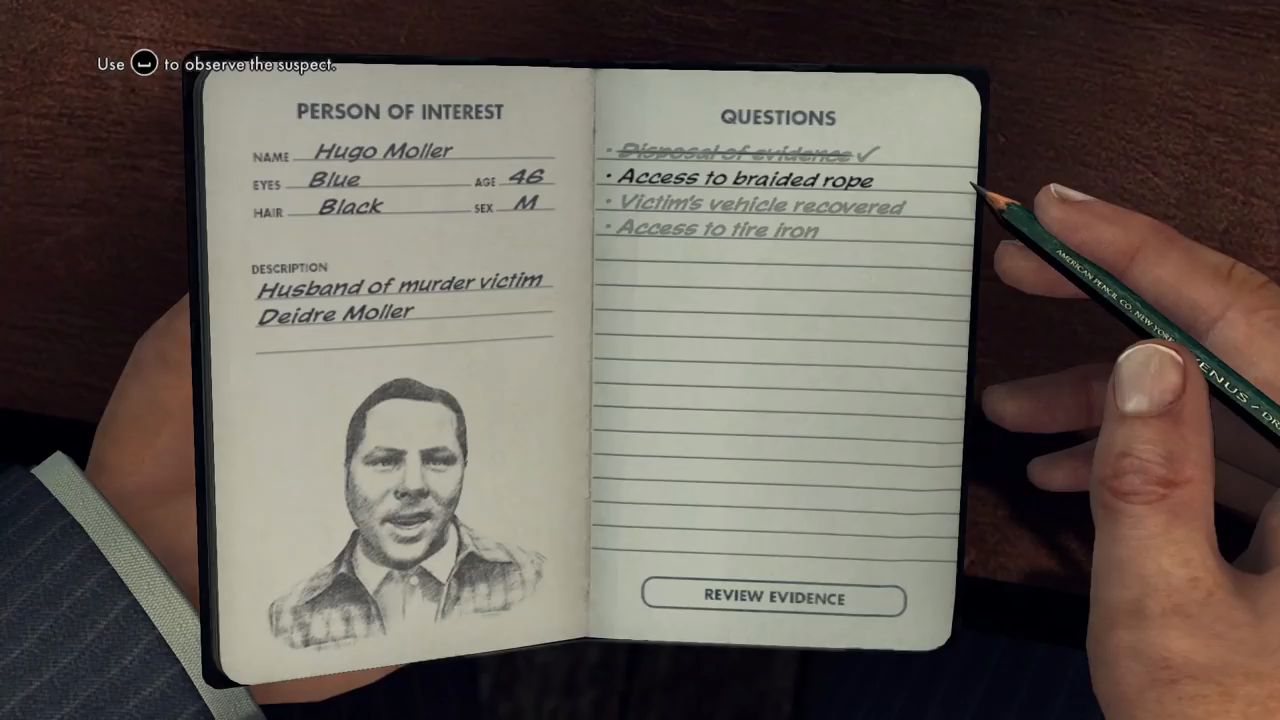 Use to observe the suspect.
PERSON OF INTEREST
NAME Hugo Moller
EYES Blue AGE 46
HAIR Black SEX M
DESCRIPTION
Husband of murder victim
Deidre Moller
QUESTIONS
• Disposal of evidence ✓
• Access to braided rope
• Victim's vehicle recovered
• Access to tire iron
REVIEW EVIDENCE
AMERICAN PENCIL CO. NEW YORK
VENUS / DR